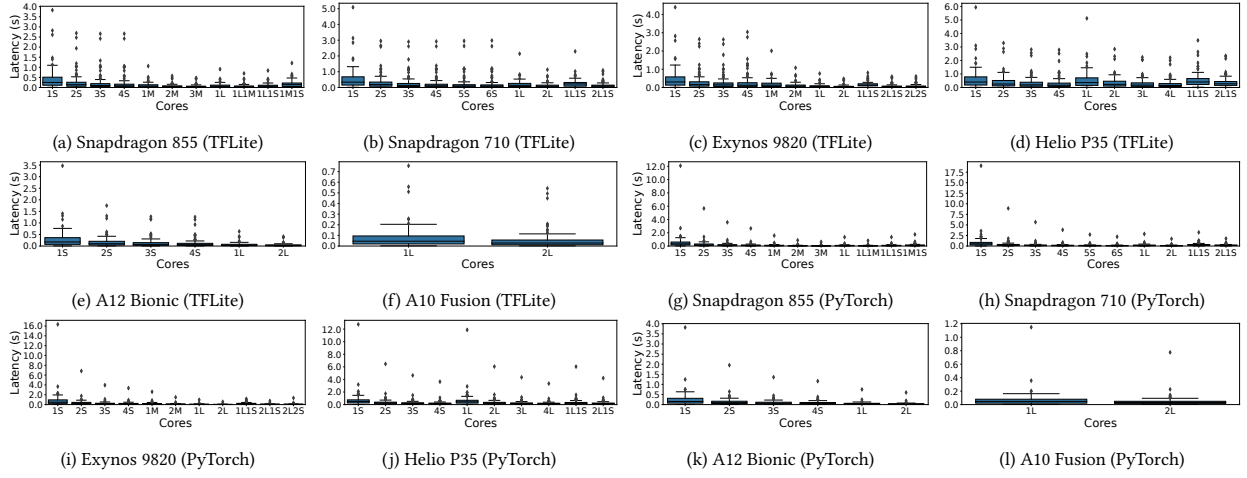 Latency (s)
4.0
3.5
3.0
2.5
2.0
1.5
1.0
0.5
0.0
1S 2S 3S 4S 1M 2M 3M 1L 1L1M 1L1S 1M1S
Cores
(a) Snapdragon 855 (TFLite)
5.0
4.0
3.0
2.0
1.0
0.0
1S 2S 3S 4S 5S 6S 1L 2L 1L1S 2L1S
Cores
(b) Snapdragon 710 (TFLite)
Latency (s)
4.0
3.0
2.0
1.0
0.0
1S 2S 3S 4S 1M 2M 1L 2L 1L1S 2L1S 2L2S
Cores
(c) Exynos 9820 (TFLite)
6.0
5.0
4.0
3.0
2.0
1.0
0.0
1S 2S 3S 4S 1L 2L 3L 4L 1L1S 2L1S
Cores
(d) Helio P35 (TFLite)
Latency (s)
3.5
3.0
2.5
2.0
1.5
1.0
0.5
0.0
1S 2S 3S 4S 1L 2L
Cores
(e) A12 Bionic (TFLite)
0.7
0.6
0.5
0.4
0.3
0.2
0.1
0.0
1L 2L
Cores
(f) A10 Fusion (TFLite)
Latency (s)
12.0
10.0
8.0
6.0
4.0
2.0
0.0
1S 2S 3S 4S 1M 2M 3M 1L 1L1M 1L1S 1M1S
Cores
(g) Snapdragon 855 (PyTorch)
17.5
15.0
12.5
10.0
7.5
5.0
2.5
0.0
1S 2S 3S 4S 5S 6S 1L 2L 1L1S 2L1S
Cores
(h) Snapdragon 710 (PyTorch)
Latency (s)
16.0
14.0
12.0
10.0
8.0
6.0
4.0
2.0
0.0
1S 2S 3S 4S 1M 2M 1L 2L 1L1S 2L1S 2L2S
Cores
(i) Exynos 9820 (PyTorch)
12.0
10.0
8.0
6.0
4.0
2.0
0.0
1S 2S 3S 4S 1L 2L 3L 4L 1L1S 2L1S
Cores
(j) Helio P35 (PyTorch)
Latency (s)
4.0
3.5
3.0
2.5
2.0
1.5
1.0
0.5
0.0
1S 2S 3S 4S 1L 2L
Cores
(k) A12 Bionic (PyTorch)
1.2
1.0
0.8
0.6
0.4
0.2
0.0
1L 2L
Cores
(l) A10 Fusion (PyTorch)